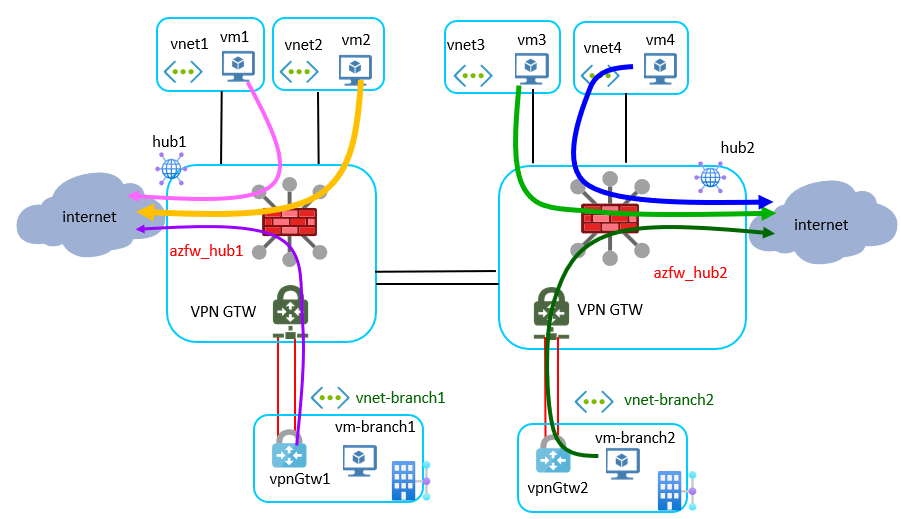 vnet1
vm1
vnet2
vm2
vnet3
vm3
vnet4
vm4
hub1
hub2
internet
internet
azfw_hub1
azfw_hub2
VPN GTW
VPN GTW
vnet-branch1
vnet-branch2
vm-branch1
vpnGtw1
vm-branch2
vpnGtw2